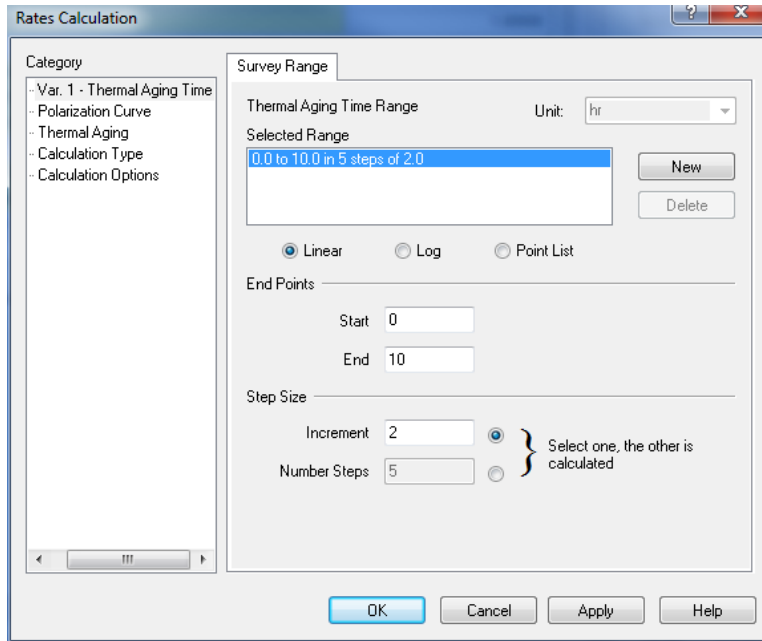 Rates Calculation
?
X
Category
Var. 1 - Thermal Aging Time
Polarization Curve
Thermal Aging
Calculation Type
Calculation Options
Survey Range
Thermal Aging Time Range
Unit: hr
Selected Range
0.0 to 10.0 in 5 steps of 2.0
New
Delete
Linear Log Point List
End Points
Start 0
End 10
Step Size
Increment 2
Number Steps 5
} Select one, the other is
calculated
OK Cancel Apply Help